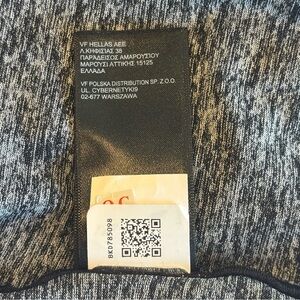 VF HELLAS AEE
Λ.ΚΗΦΙΣΙΑΣ 38
ΠΑΡΑΔΕΙΣΟΣ ΑΜΑΡΟΥΣΙΟΥ
ΜΑΡΟΥΣΙ ΑΤΤΙΚΗΣ 15125
ΕΛΛΑΔΑ
VF POLSKA DISTRIBUTION SP. Z.O.O.
UL. CYBERNETYKI9
02-677 WARSZAWA
BKD785098